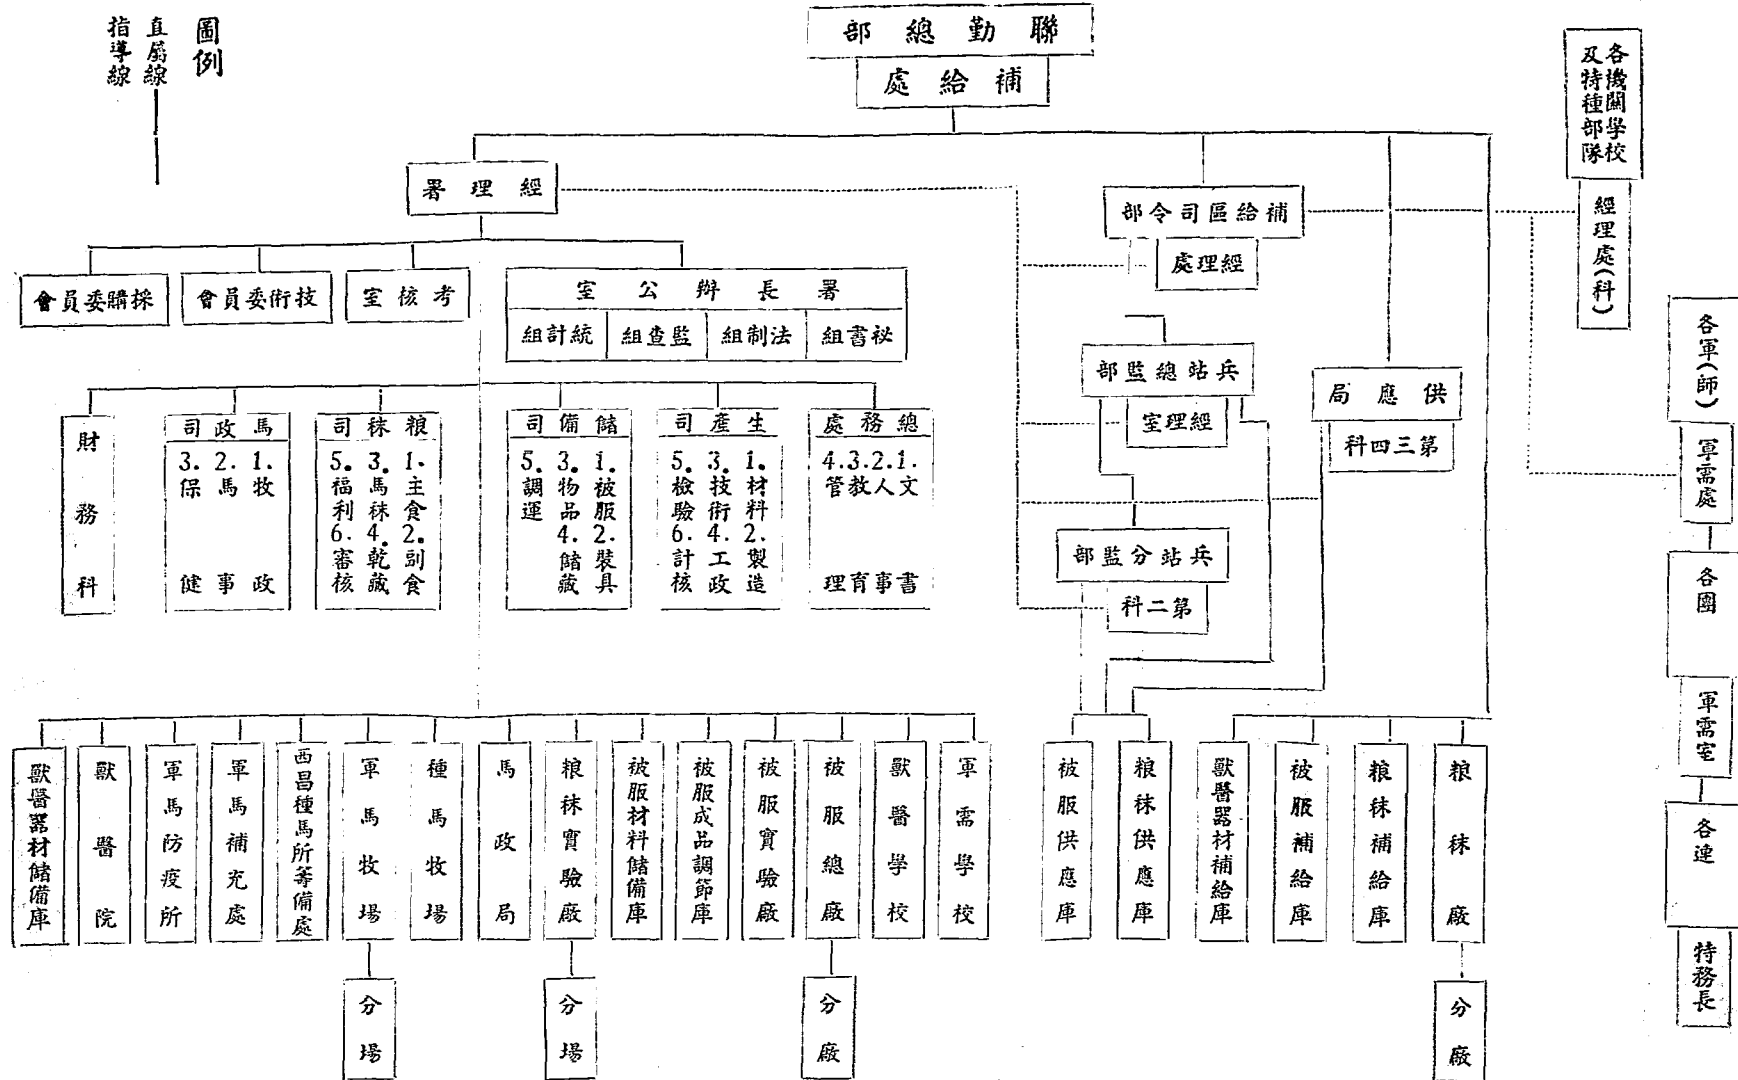 聯勤總部
補給處
圖例
直屬線
指導線
各機關學校
及特種部隊
經理處(科)
經理署
補給區司令部
經理處
採購委員會
技術委員會
考核室
署長辦公室
祕書組
法制組
監查組
統計組
兵站總監部
經理室
供應局
第三四科
各軍(師)
軍需處
總務處
1.文書
2.人事
3.教育
4.管理
生產司
1.材料2.製造
3.技術4.工政
5.檢驗6.計核
儲備司
1.被服2.裝具
3.物品4.儲藏
5.調運
粮秣司
1.主食2.副食
3.馬秣4.乾藏
5.福利6.審核
馬政司
1.牧政
2.馬事
3.保健
財務科
兵站分監部
第二科
各團
軍需室
各連
特務長
粮秣廠
粮秣補給庫
被服補給庫
獸醫器材補給庫
粮秣供應庫
被服供應庫
軍需學校
獸醫學校
被服總廠
被服實驗廠
被服成品調節庫
被服材料儲備庫
粮秣實驗廠
馬政局
種馬牧場
軍馬牧場
西昌種馬所等備處
軍馬補充處
軍馬防疫所
獸醫院
獸醫器材儲備庫
分廠
分廠
分場
分場